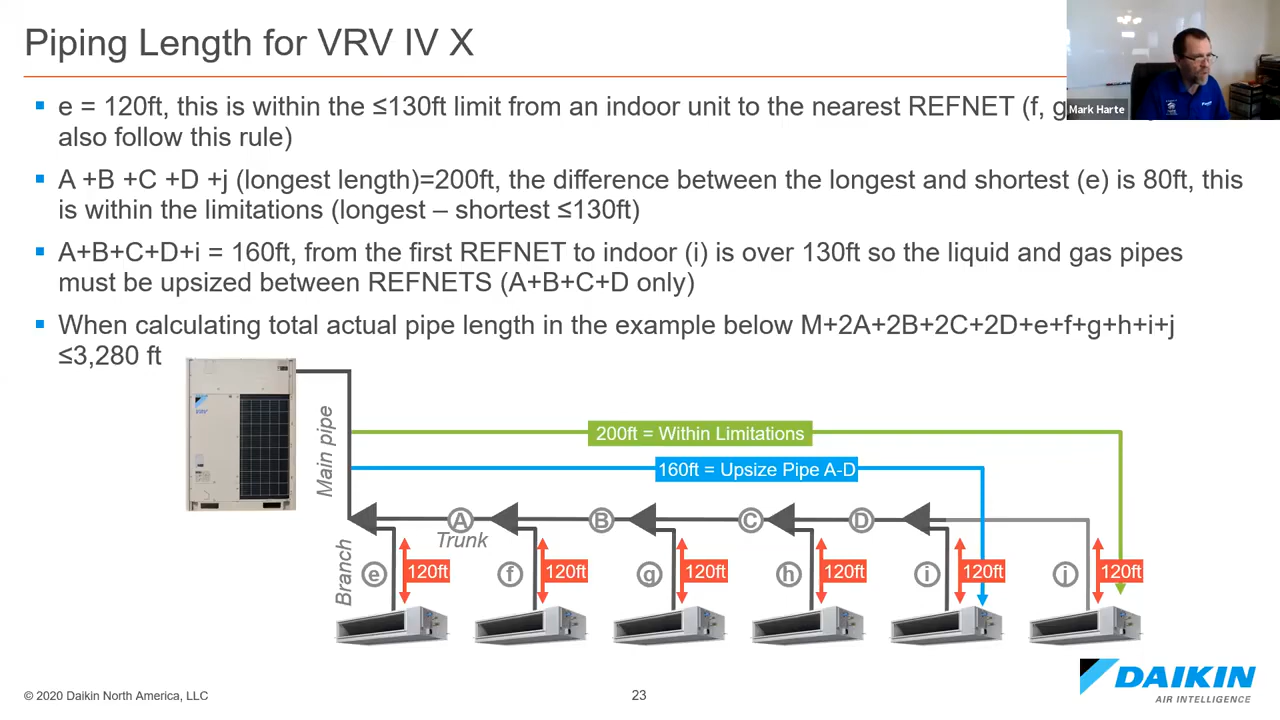 Piping Length for VRV IV X
Mark Harte
▪ e = 120ft, this is within the ≤130ft limit from an indoor unit to the nearest REFNET (f, g
also follow this rule)
▪ A +B +C +D +j (longest length)=200ft, the difference between the longest and shortest (e) is 80ft, this
is within the limitations (longest – shortest ≤130ft)
▪ A+B+C+D+i = 160ft, from the first REFNET to indoor (i) is over 130ft so the liquid and gas pipes
must be upsized between REFNETS (A+B+C+D only)
▪ When calculating total actual pipe length in the example below M+2A+2B+2C+2D+e+f+g+h+i+j
≤3,280 ft
Main pipe
200ft = Within Limitations
160ft = Upsize Pipe A-D
A
B
C
D
Trunk
Branch
e
120ft
f
120ft
g
120ft
h
120ft
i
120ft
j
120ft
DAIKIN
AIR INTELLIGENCE
© 2020 Daikin North America, LLC
23